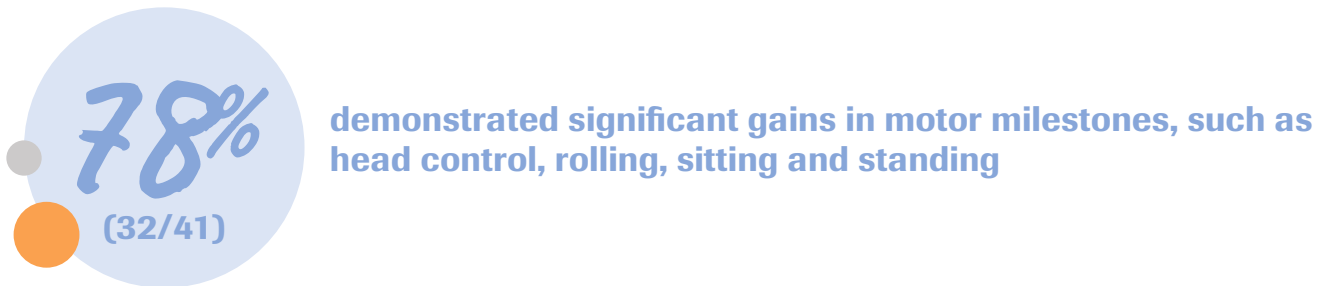 78%
(32/41)
demonstrated significant gains in motor milestones, such as
head control, rolling, sitting and standing